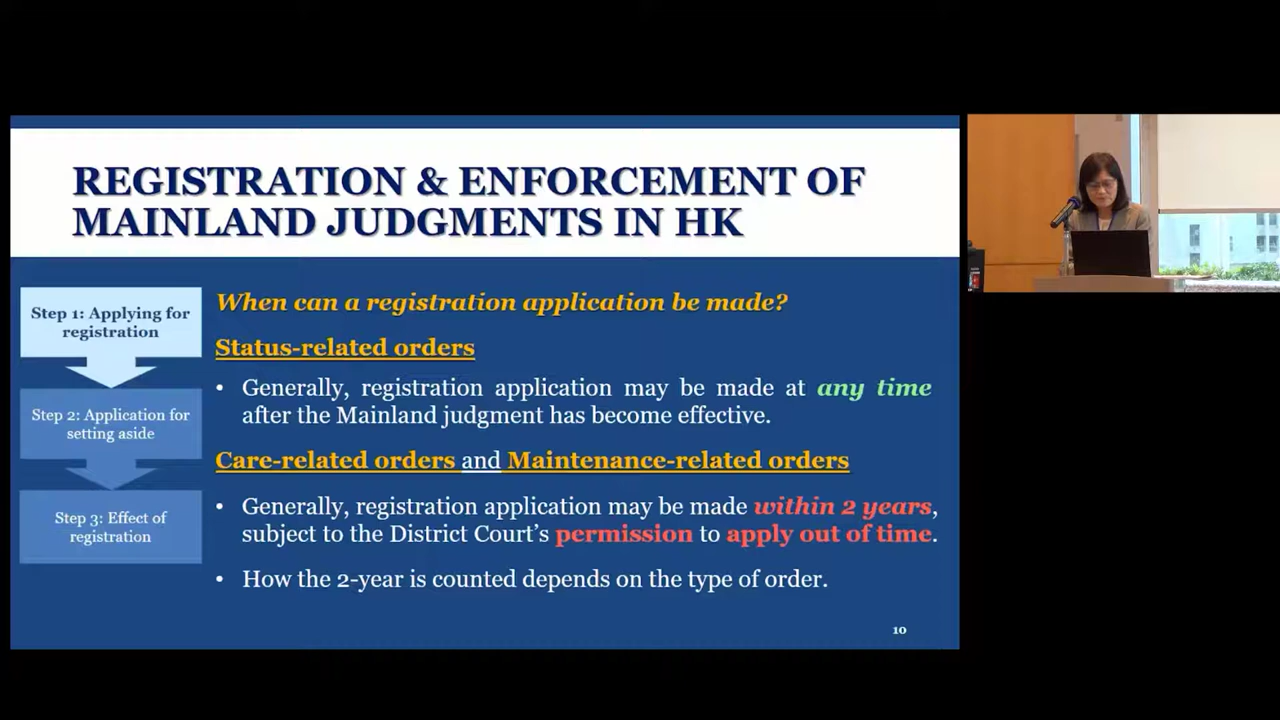 REGISTRATION & ENFORCEMENT OF
MAINLAND JUDGMENTS IN HK
Step 1: Applying for
registration
Step 2: Application for
setting aside
Step 3: Effect of
registration
When can a registration application be made?
Status-related orders
• Generally, registration application may be made at any time
after the Mainland judgment has become effective.
Care-related orders and Maintenance-related orders
• Generally, registration application may be made within 2 years,
subject to the District Court's permission to apply out of time.
• How the 2-year is counted depends on the type of order.
10